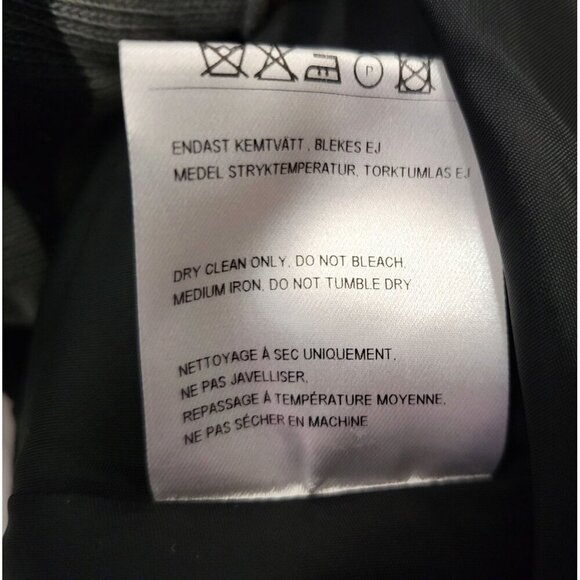 P
ENDAST KEMTVÄTT, BLEKES EJ
MEDEL STRYKTEMPERATUR, TORKTUMLAS EJ
DRY CLEAN ONLY, DO NOT BLEACH.
MEDIUM IRON, DO NOT TUMBLE DRY
NETTOYAGE À SEC UNIQUEMENT,
NE PAS JAVELLISER,
REPASSAGE À TEMPÉRATURE MOYENNE,
NE PAS SÉCHER EN MACHINE